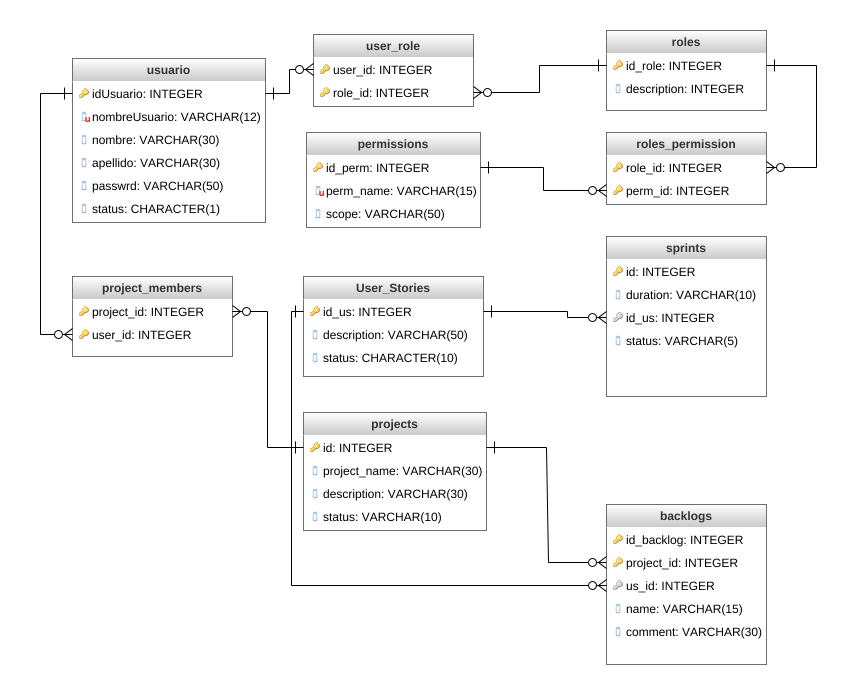 usuario
idUsuario: INTEGER
nombreUsuario: VARCHAR(12)
nombre: VARCHAR(30)
apellido: VARCHAR(30)
passwrd: VARCHAR(50)
status: CHARACTER(1)
user_role
user_id: INTEGER
role_id: INTEGER
roles
id_role: INTEGER
description: INTEGER
permissions
id_perm: INTEGER
perm_name: VARCHAR(15)
scope: VARCHAR(50)
roles_permission
role_id: INTEGER
perm_id: INTEGER
project_members
project_id: INTEGER
user_id: INTEGER
User_Stories
id_us: INTEGER
description: VARCHAR(50)
status: CHARACTER(10)
sprints
id: INTEGER
duration: VARCHAR(10)
id_us: INTEGER
status: VARCHAR(5)
projects
id: INTEGER
project_name: VARCHAR(30)
description: VARCHAR(30)
status: VARCHAR(10)
backlogs
id_backlog: INTEGER
project_id: INTEGER
us_id: INTEGER
name: VARCHAR(15)
comment: VARCHAR(30)